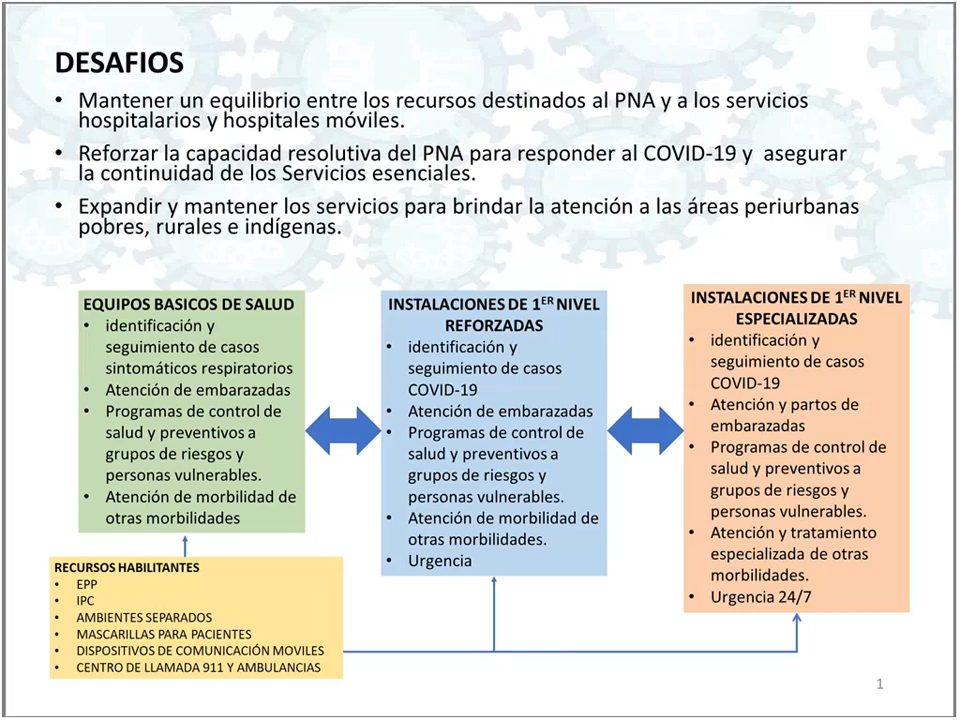 DESAFIOS
• Mantener un equilibrio entre los recursos destinados al PNA y a los servicios
hospitalarios y hospitales móviles.
• Reforzar la capacidad resolutiva del PNA para responder al COVID-19 y asegurar
la continuidad de los Servicios esenciales.
• Expandir y mantener los servicios para brindar la atención a las áreas periurbanas
pobres, rurales e indígenas.
EQUIPOS BASICOS DE SALUD
• identificación y
seguimiento de casos
sintomáticos respiratorios
• Atención de embarazadas
• Programas de control de
salud y preventivos a
grupos de riesgos y
personas vulnerables.
• Atención de morbilidad de
otras morbilidades
INSTALACIONES DE 1ER NIVEL
REFORZADAS
• identificación y
seguimiento de casos
COVID-19
• Atención de embarazadas
• Programas de control de
salud y preventivos a
grupos de riesgos y
personas vulnerables.
• Atención de morbilidad de
otras morbilidades.
• Urgencia
INSTALACIONES DE 1ER NIVEL
ESPECIALIZADAS
• identificación y
seguimiento de casos
COVID-19
• Atención y partos de
embarazadas
• Programas de control de
salud y preventivos a
grupos de riesgos y
personas vulnerables.
• Atención y tratamiento
especializada de otras
morbilidades.
• Urgencia 24/7
RECURSOS HABILITANTES
• EPP
• IPC
• AMBIENTES SEPARADOS
• MASCARILLAS PARA PACIENTES
• DISPOSITIVOS DE COMUNICACIÓN MOVILES
• CENTRO DE LLAMADA 911 Y AMBULANCIAS
1